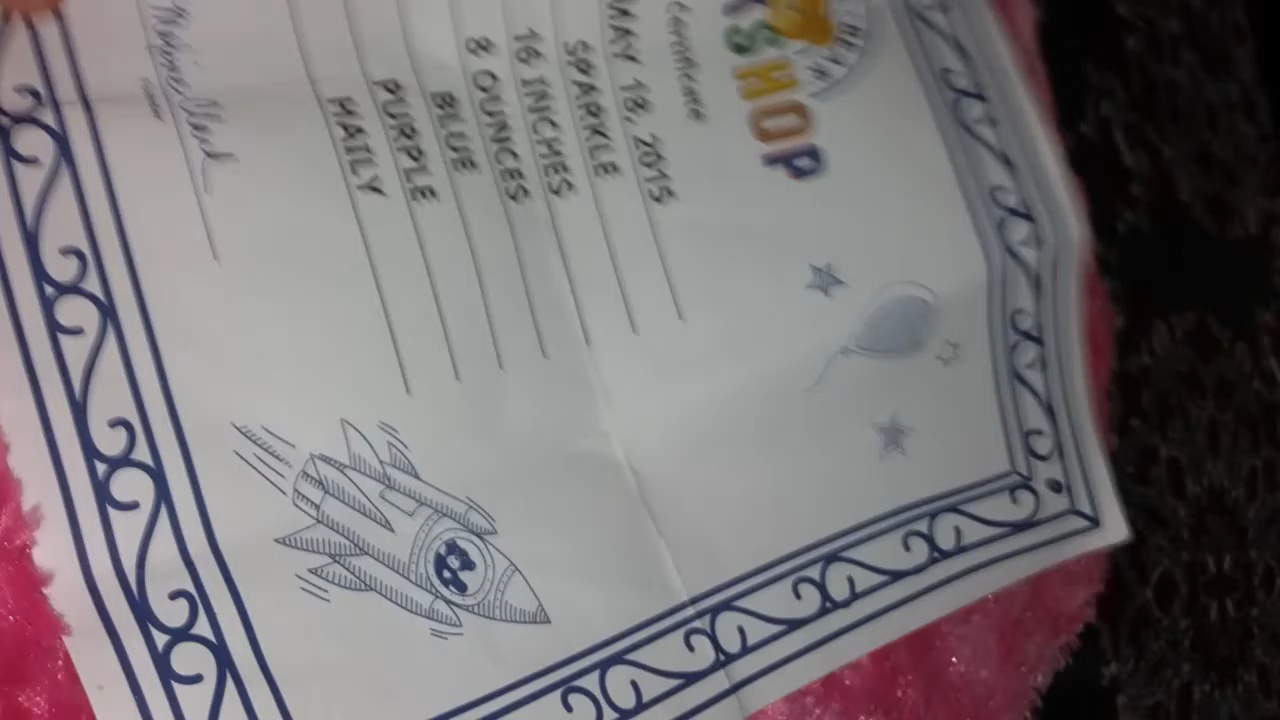 SHOP
Certificate
MAY 18, 2015
SPARKLE
16 INCHES
8 OUNCES
BLUE
PURPLE
HAILY